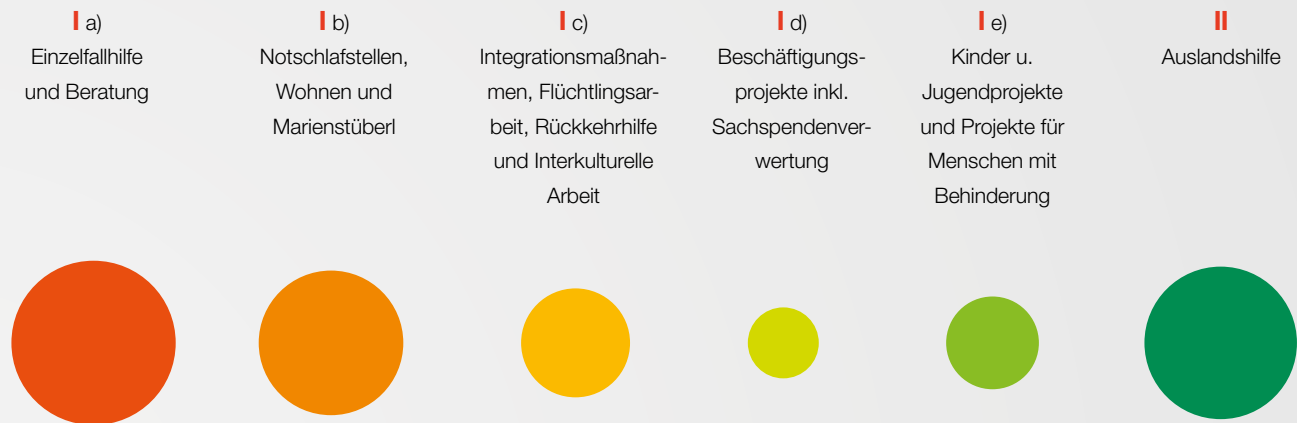 I a)
Einzelfallhilfe
und Beratung
I b)
Notschlafstellen,
Wohnen und
Marienstüberl
I c)
Integrationsmaßnah-
men, Flüchtlingsar-
beit, Rückkehrhilfe
und Interkulturelle
Arbeit
I d)
Beschäftigungs-
projekte inkl.
Sachspendenver-
wertung
I e)
Kinder u.
Jugendprojekte
und Projekte für
Menschen mit
Behinderung
II
Auslandshilfe